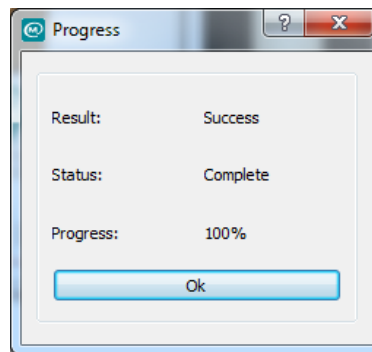 Progress
Result: Success
Status: Complete
Progress: 100%
Ok